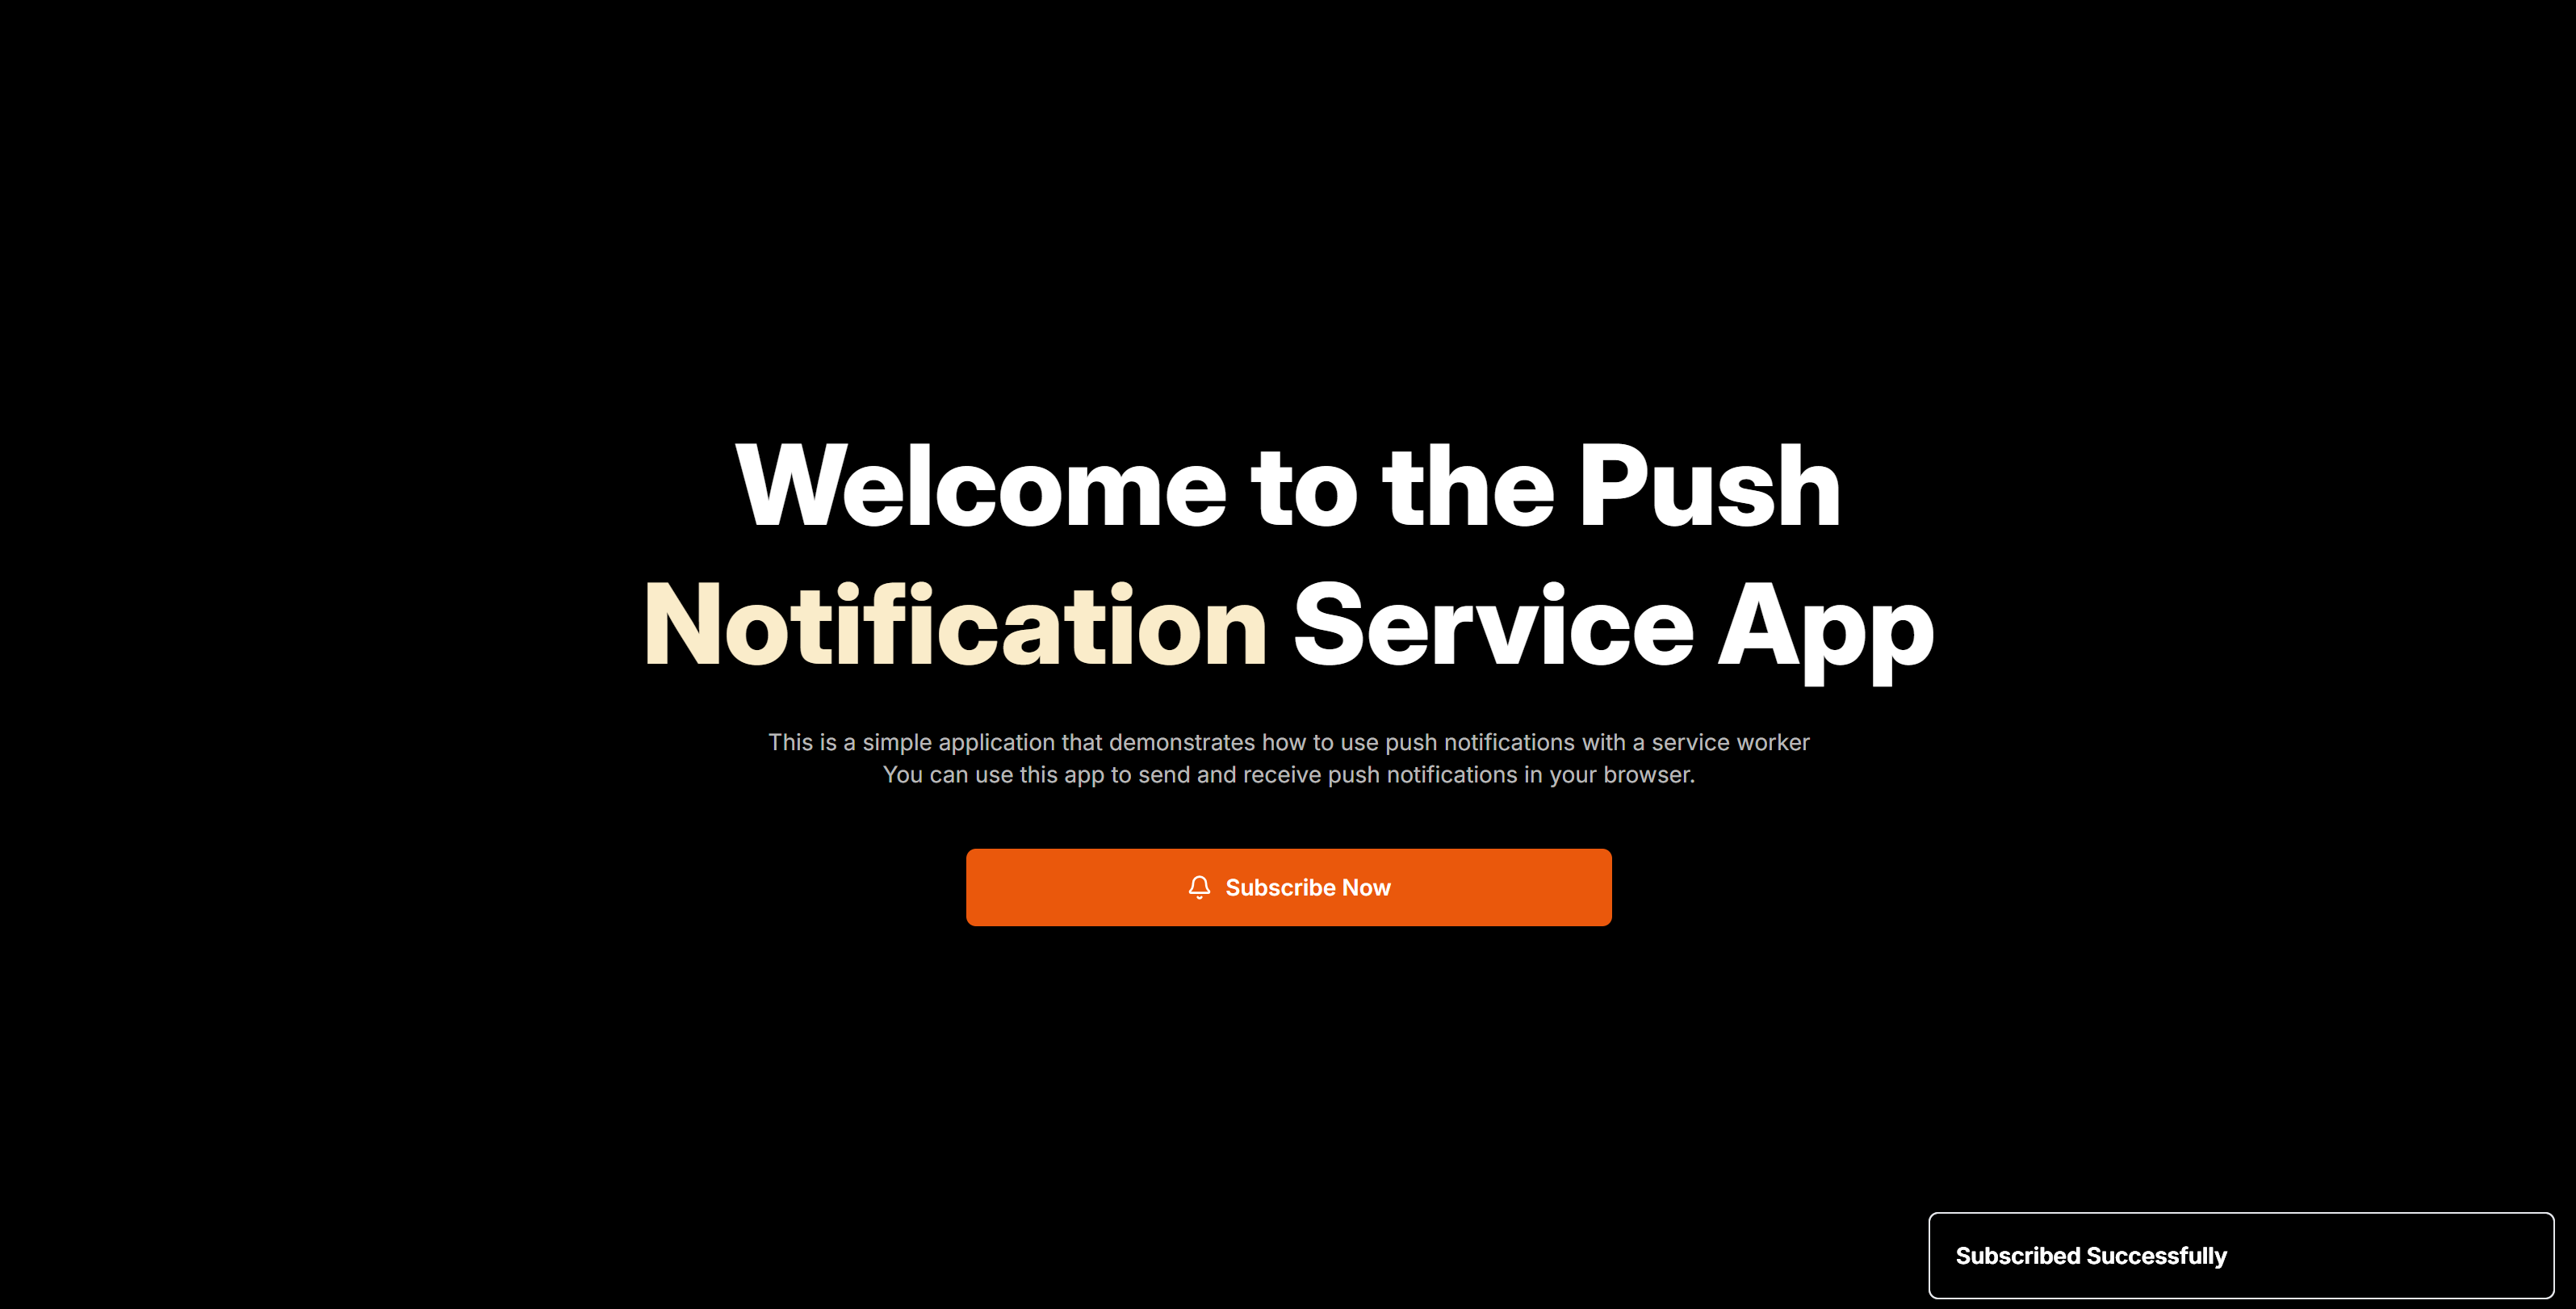 Welcome to the Push
Notification Service App
This is a simple application that demonstrates how to use push notifications with a service worker
You can use this app to send and receive push notifications in your browser.
Subscribe Now
Subscribed Successfully